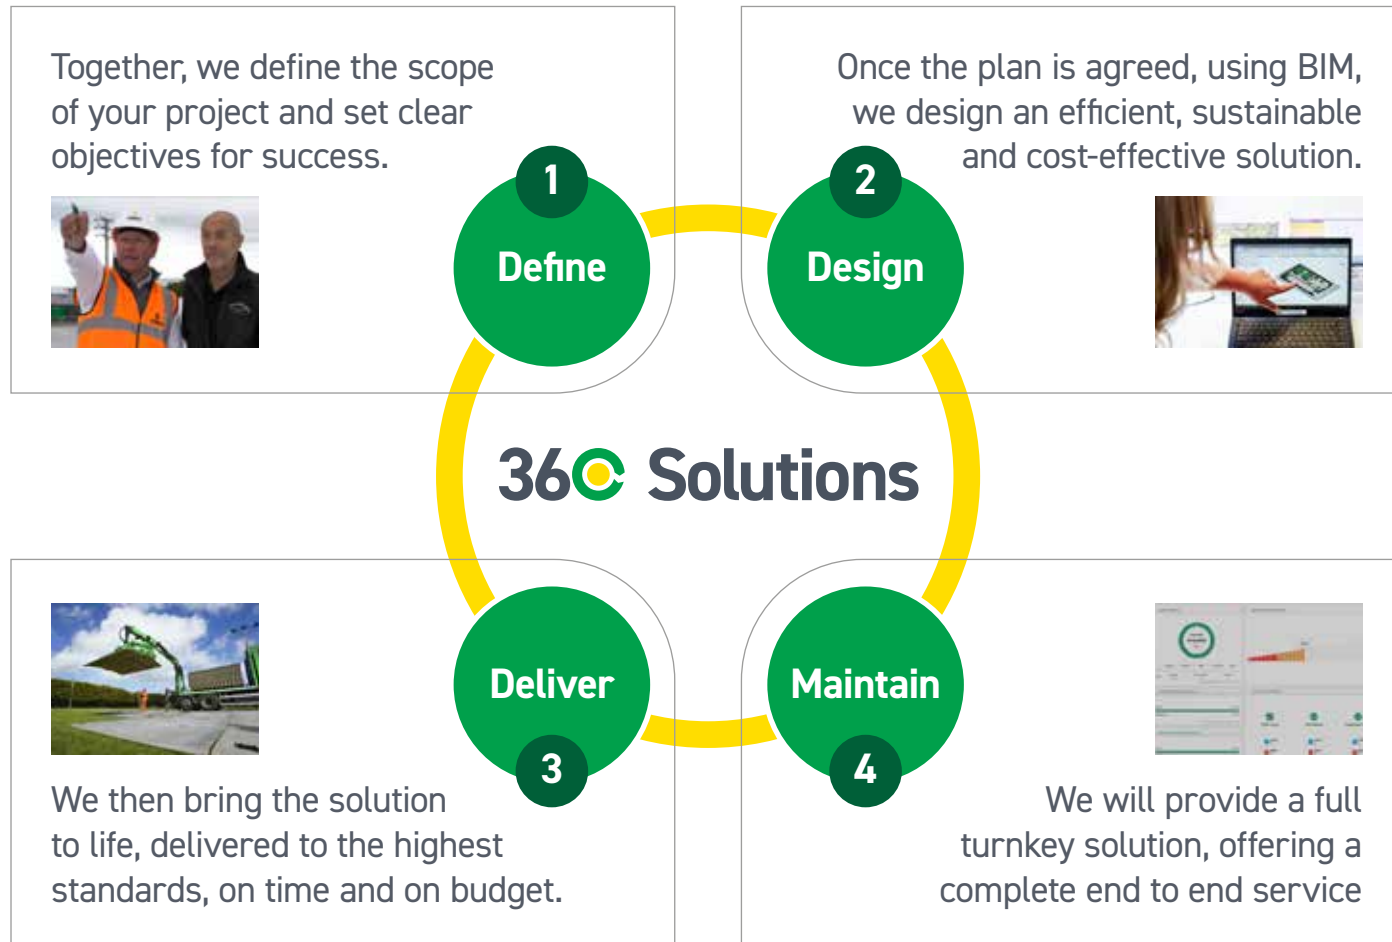 Together, we define the scope
of your project and set clear
objectives for success.
1
Define
Once the plan is agreed, using BIM,
we design an efficient, sustainable
and cost-effective solution.
2
Design
360 Solutions
Deliver
3
We then bring the solution
to life, delivered to the highest
standards, on time and on budget.
Maintain
4
We will provide a full
turnkey solution, offering a
complete end to end service